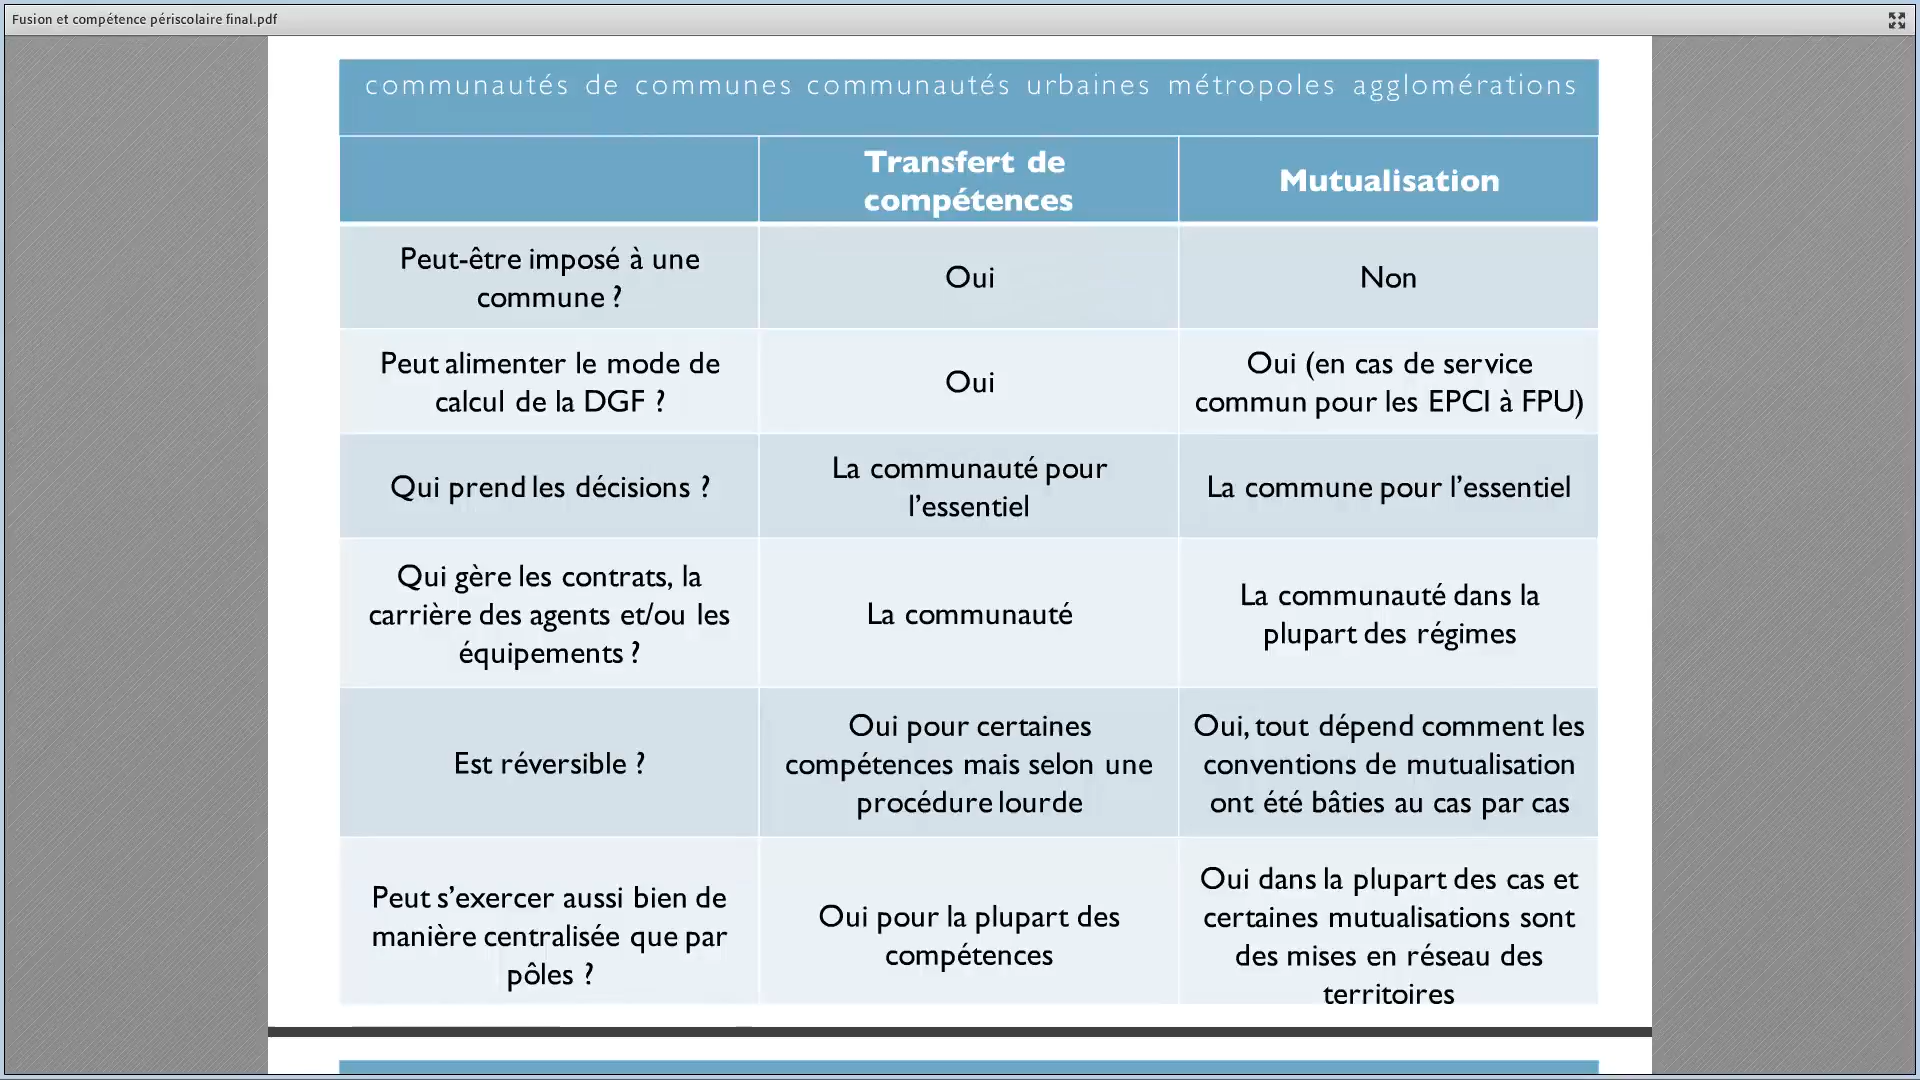 Fusion et compétence périscolaire final.pdf
communautés de communes communautés urbaines métropoles agglomérations
Transfert de
compétences
Mutualisation
Peut-être imposé à une
commune ?
Oui
Non
Peut alimenter le mode de
calcul de la DGF ?
Oui
Oui (en cas de service
commun pour les EPCI à FPU)
Qui prend les décisions ?
La communauté pour
l’essentiel
La commune pour l’essentiel
Qui gère les contrats, la
carrière des agents et/ou les
équipements ?
La communauté
La communauté dans la
plupart des régimes
Est réversible ?
Oui pour certaines
compétences mais selon une
procédure lourde
Oui, tout dépend comment les
conventions de mutualisation
ont été bâties au cas par cas
Peut s’exercer aussi bien de
manière centralisée que par
pôles ?
Oui pour la plupart des
compétences
Oui dans la plupart des cas et
certaines mutualisations sont
des mises en réseau des
territoires